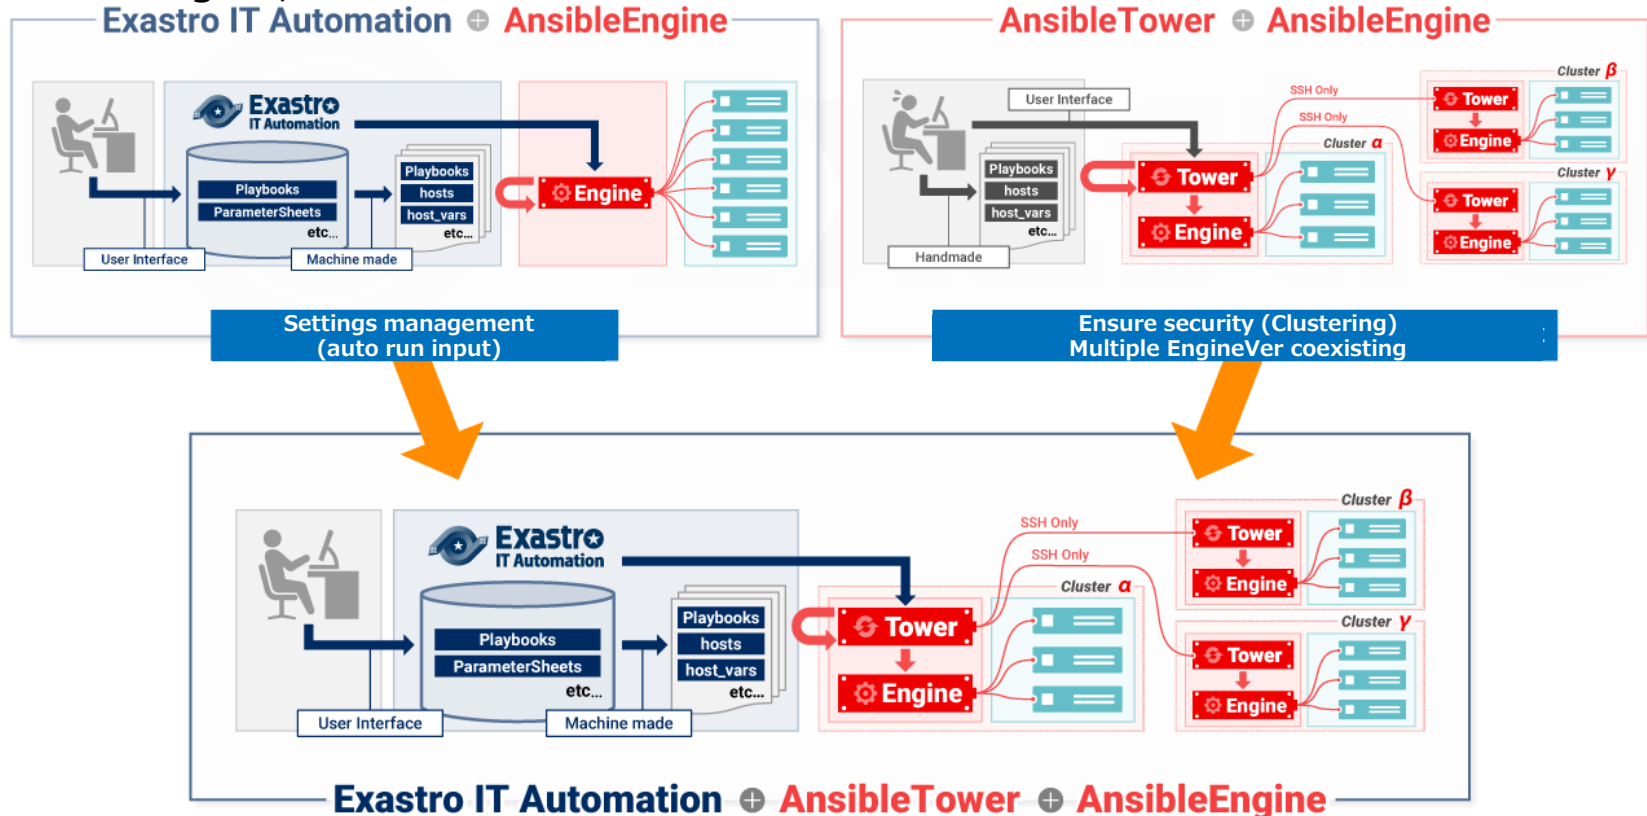 Exastro IT Automation + AnsibleEngine
Exastro
IT Automation
Playbooks
ParameterSheets
etc...
Playbooks
hosts
host_vars
etc...
Engine
User Interface
Machine made
AnsibleTower + AnsibleEngine
User Interface
Playbooks
hosts
host_vars
etc...
Handmade
SSH Only
SSH Only
Cluster α
Tower
Engine
Cluster β
Tower
Engine
Cluster γ
Tower
Engine
Settings management
(auto run input)
Ensure security (Clustering)
Multiple EngineVer coexisting
Exastro
IT Automation
Playbooks
ParameterSheets
etc...
Playbooks
hosts
host_vars
etc...
User Interface
Machine made
SSH Only
SSH Only
Cluster α
Tower
Engine
Cluster β
Tower
Engine
Cluster γ
Tower
Engine
Exastro IT Automation + AnsibleTower + AnsibleEngine